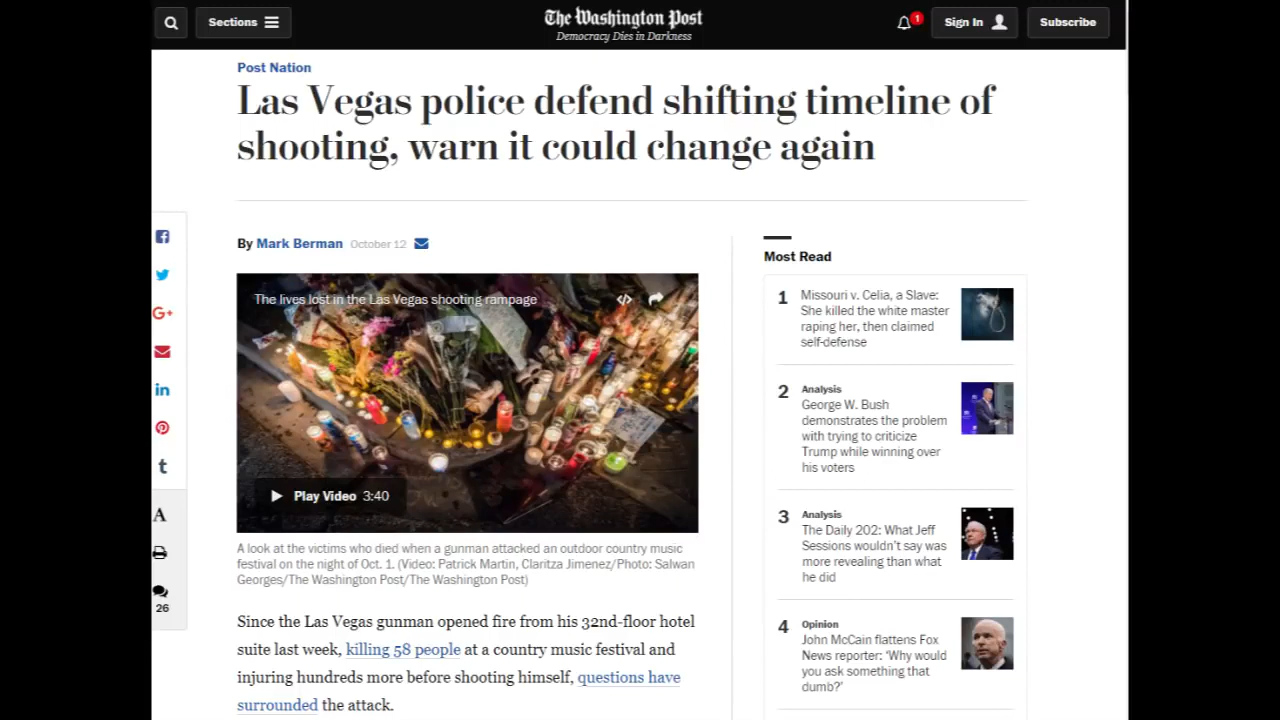 Sections
The Washington Post
Democracy Dies in Darkness
1
Sign In
Subscribe
Post Nation
Las Vegas police defend shifting timeline of
shooting, warn it could change again
By Mark Berman October 12
The lives lost in the Las Vegas shooting rampage
Play Video 3:40
A look at the victims who died when a gunman attacked an outdoor country music
festival on the night of Oct. 1. (Video: Patrick Martin, Claritza Jimenez/Photo: Salwan
Georges/The Washington Post/The Washington Post)
Since the Las Vegas gunman opened fire from his 32nd-floor hotel
suite last week, killing 58 people at a country music festival and
injuring hundreds more before shooting himself, questions have
surrounded the attack.
A
26
Most Read
1
Missouri v. Celia, a Slave:
She killed the white master
raping her, then claimed
self-defense
2
Analysis
George W. Bush
demonstrates the problem
with trying to criticize
Trump while winning over
his voters
3
Analysis
The Daily 202: What Jeff
Sessions wouldn't say was
more revealing than what
he did
4
Opinion
John McCain flattens Fox
News reporter: 'Why would
you ask something that
dumb?'